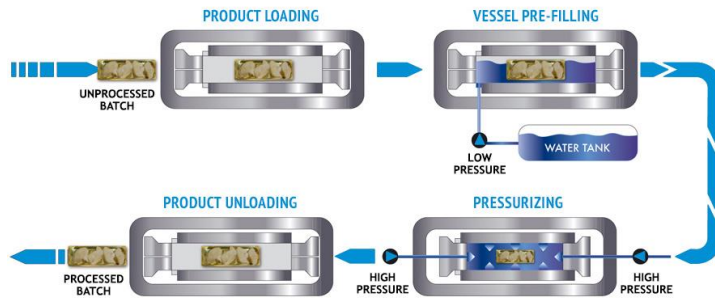 PRODUCT LOADING
VESSEL PRE-FILLING
UNPROCESSED
BATCH
LOW
PRESSURE
WATER TANK
PRODUCT UNLOADING
PRESSURIZING
PROCESSED
BATCH
HIGH
PRESSURE
HIGH
PRESSURE